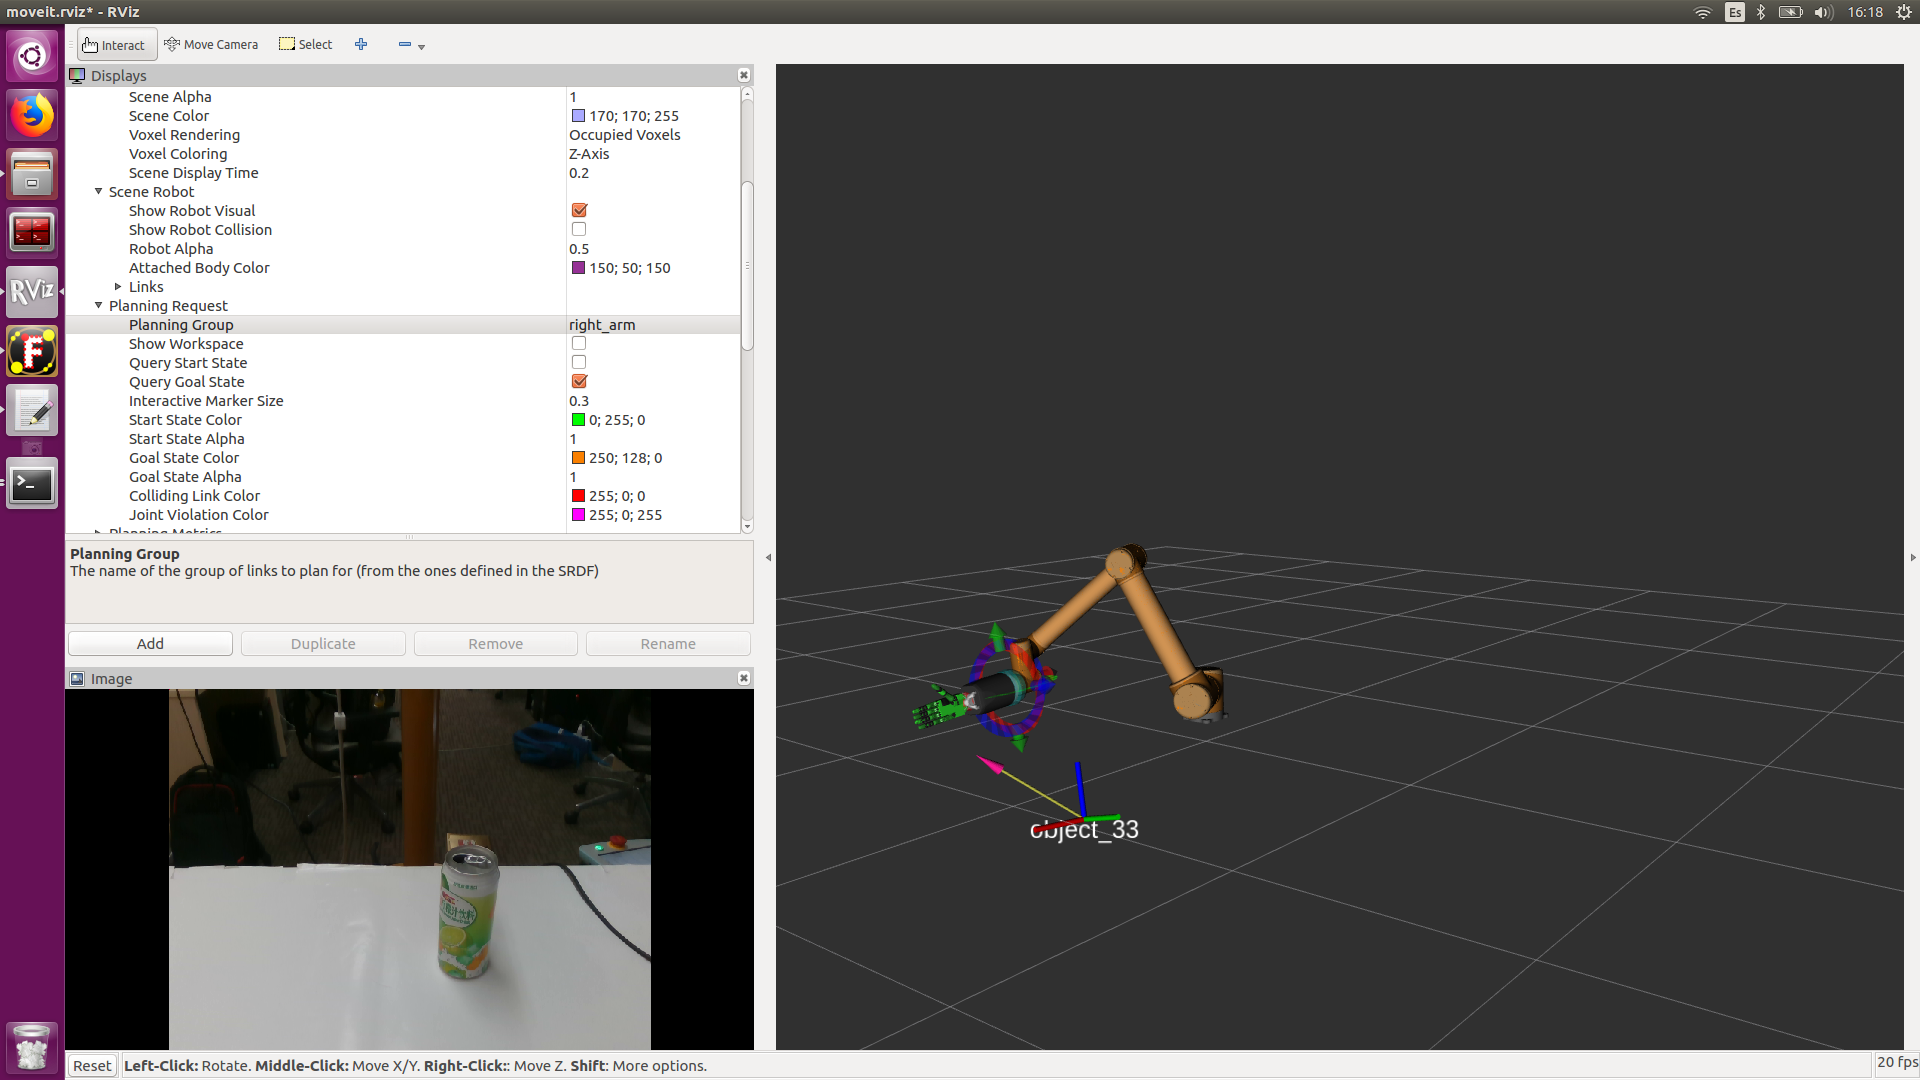 moveit.rviz* - RViz
Es
16:18
Interact
Move Camera
Select
Displays
Scene Alpha 1
Scene Color 170; 170; 255
Voxel Rendering Occupied Voxels
Voxel Coloring Z-Axis
Scene Display Time 0.2
Scene Robot
Show Robot Visual
Show Robot Collision
Robot Alpha 0.5
Attached Body Color 150; 50; 150
Links
Planning Request
Planning Group right_arm
Show Workspace
Query Start State
Query Goal State
Interactive Marker Size 0.3
Start State Color 0; 255; 0
Start State Alpha 1
Goal State Color 250; 128; 0
Goal State Alpha 1
Colliding Link Color 255; 0; 0
Joint Violation Color 255; 0; 255
Planning Metrics
Planning Group
The name of the group of links to plan for (from the ones defined in the SRDF)
Add
Duplicate
Remove
Rename
Image
RViz
F
>_
object_33
Reset
Left-Click: Rotate. Middle-Click: Move X/Y. Right-Click:: Move Z. Shift: More options.
20 fps